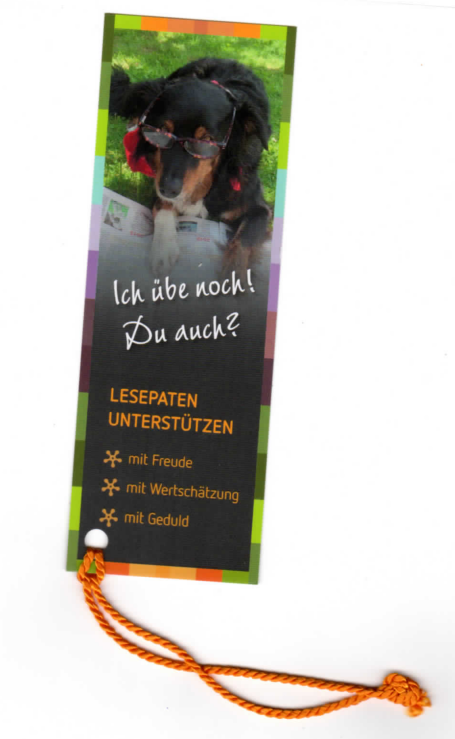 Ich übe noch!
Du auch?
LESEPATEN
UNTERSTÜTZEN
mit Freude
mit Wertschätzung
mit Geduld